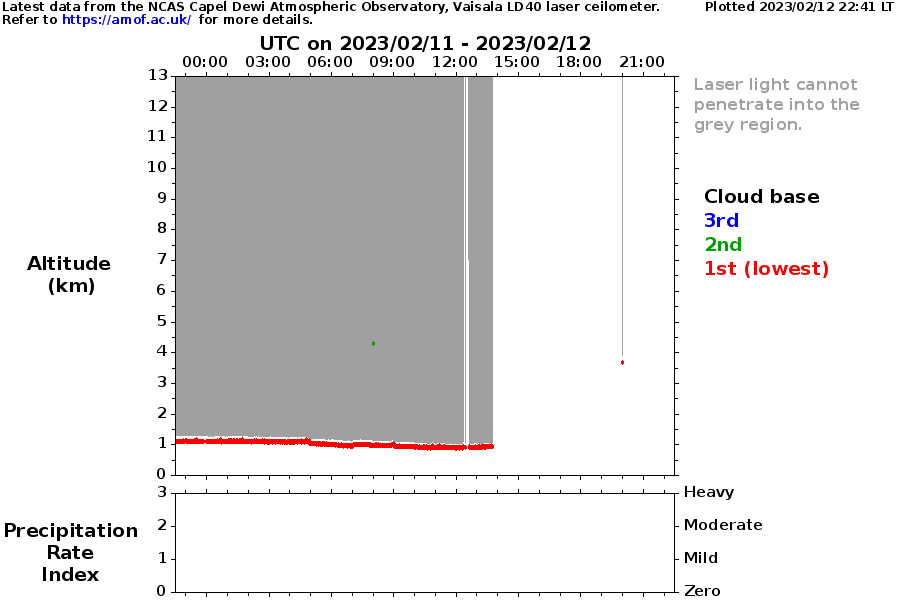 Latest data from the NCAS Capel Dewi Atmospheric Observatory, Vaisala LD40 laser ceilometer.
Plotted 2023/02/12 22:41 LT
Refer to https://amof.ac.uk/ for more details.
UTC on 2023/02/11 - 2023/02/12
00:00 03:00 06:00 09:00 12:00 15:00 18:00 21:00
13
12
11
10
9
8
7
6
5
4
3
2
1
0
Altitude
(km)
Laser light cannot
penetrate into the
grey region.
Cloud base
3rd
2nd
1st (lowest)
3
2
1
0
Precipitation
Rate
Index
Heavy
Moderate
Mild
Zero